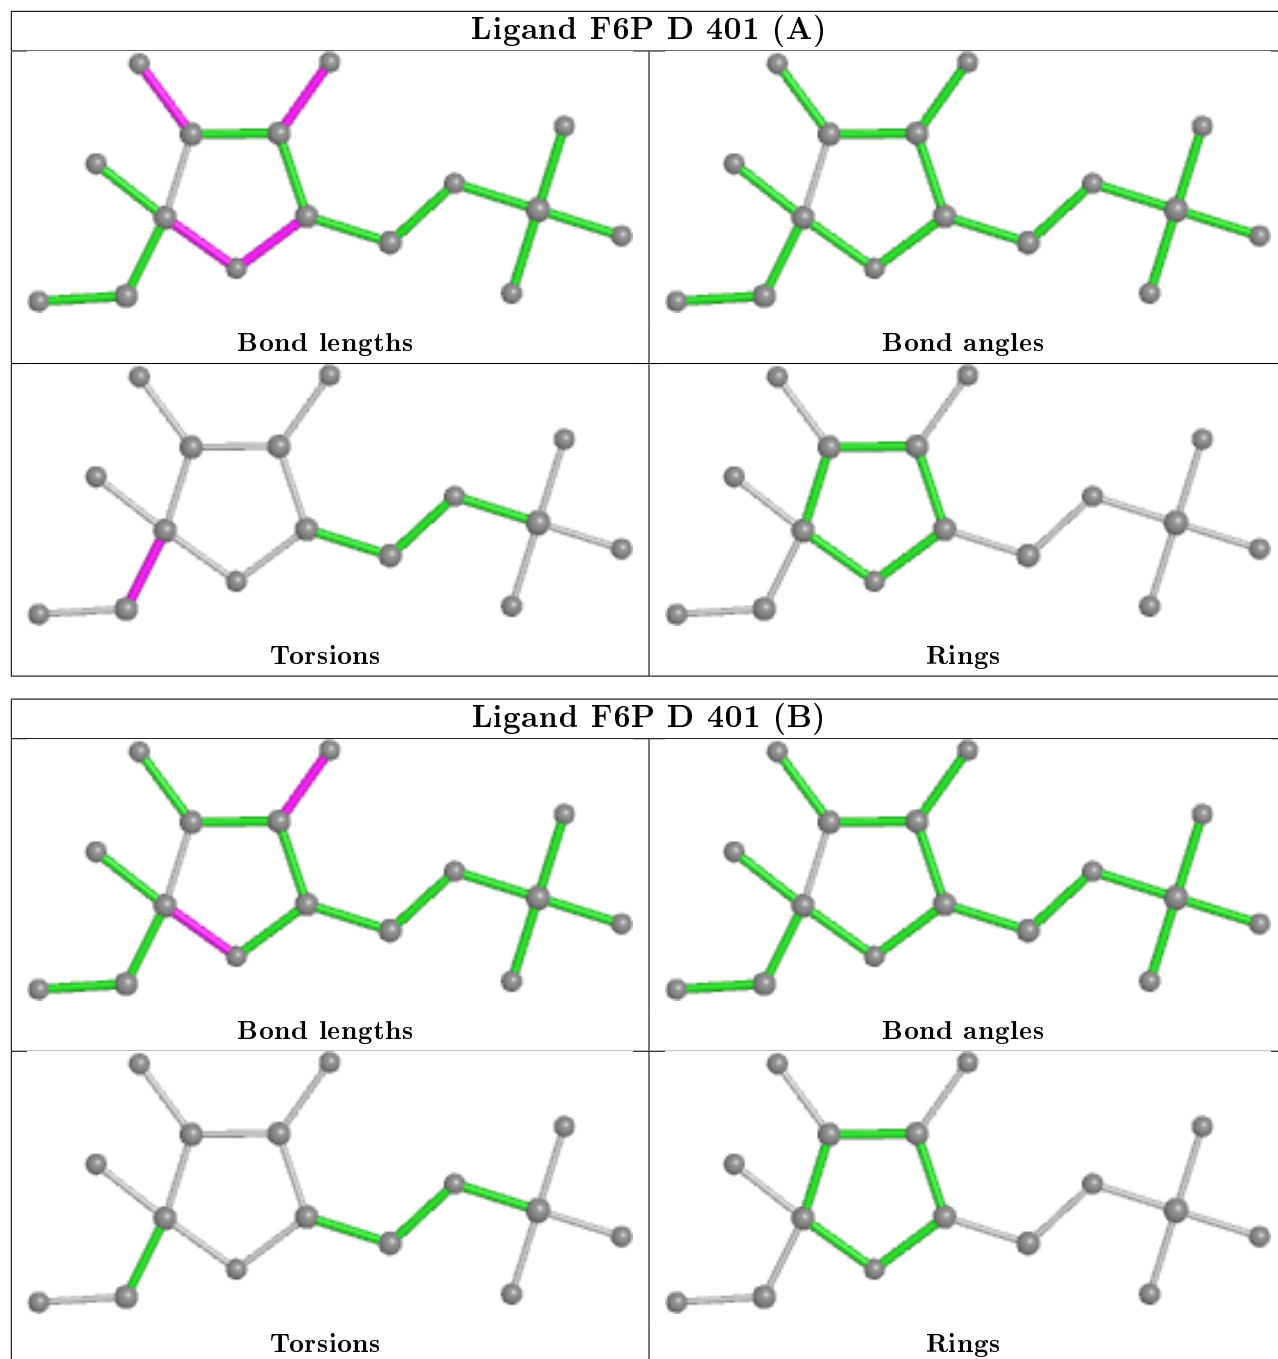 Ligand F6P D 401 (A)
Bond lengths
Bond angles
Torsions
Rings
Ligand F6P D 401 (B)
Bond lengths
Bond angles
Torsions
Rings